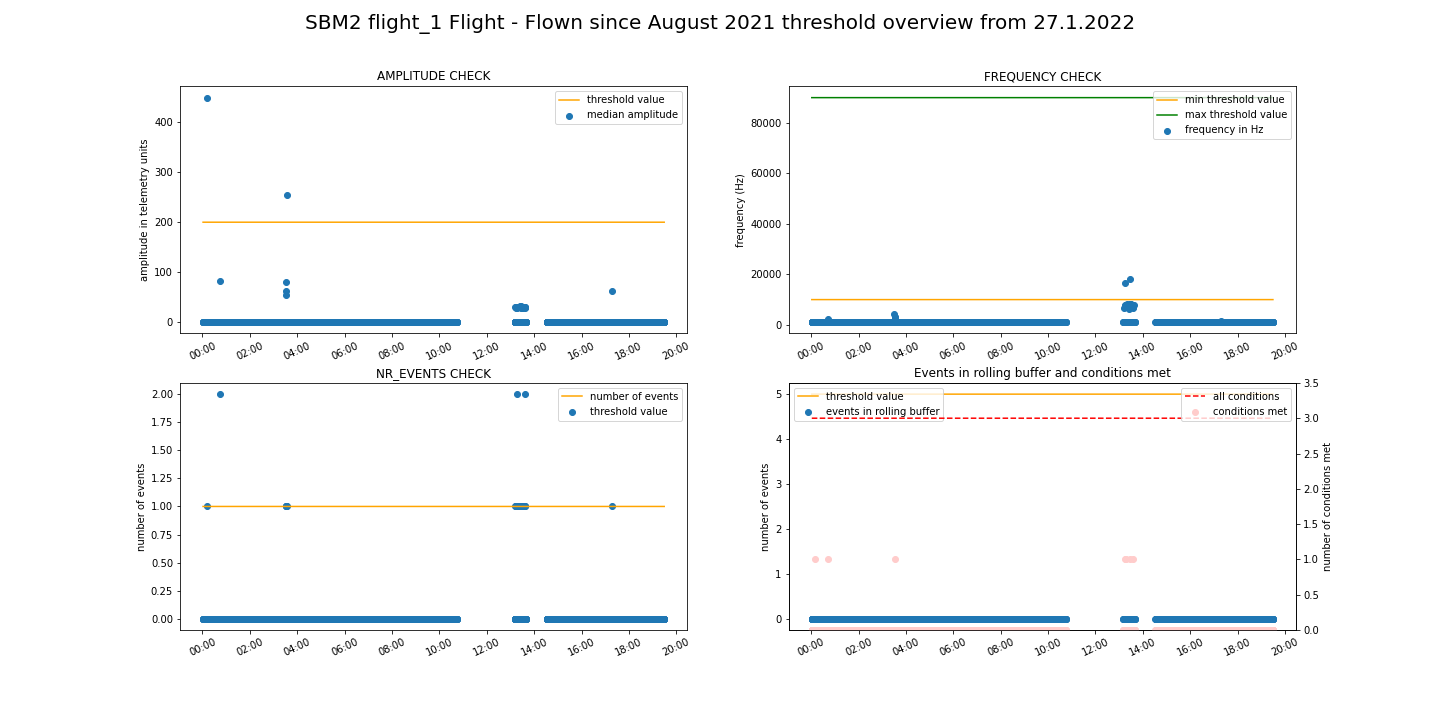 SBM2 flight_1 Flight - Flown since August 2021 threshold overview from 27.1.2022
AMPLITUDE CHECK
amplitude in telemetry units
400
300
200
100
0
threshold value
median amplitude
00:00 02:00 04:00 06:00 08:00 10:00 12:00 14:00 16:00 18:00 20:00
FREQUENCY CHECK
frequency (Hz)
80000
60000
40000
20000
0
min threshold value
max threshold value
frequency in Hz
00:00 02:00 04:00 06:00 08:00 10:00 12:00 14:00 16:00 18:00 20:00
NR_EVENTS CHECK
number of events
2.00
1.75
1.50
1.25
1.00
0.75
0.50
0.25
0.00
number of events
threshold value
00:00 02:00 04:00 06:00 08:00 10:00 12:00 14:00 16:00 18:00 20:00
Events in rolling buffer and conditions met
number of events
5
4
3
2
1
0
threshold value
events in rolling buffer
all conditions
conditions met
3.5
3.0
2.5
2.0
1.5
1.0
0.5
0.0
number of conditions met
00:00 02:00 04:00 06:00 08:00 10:00 12:00 14:00 16:00 18:00 20:00